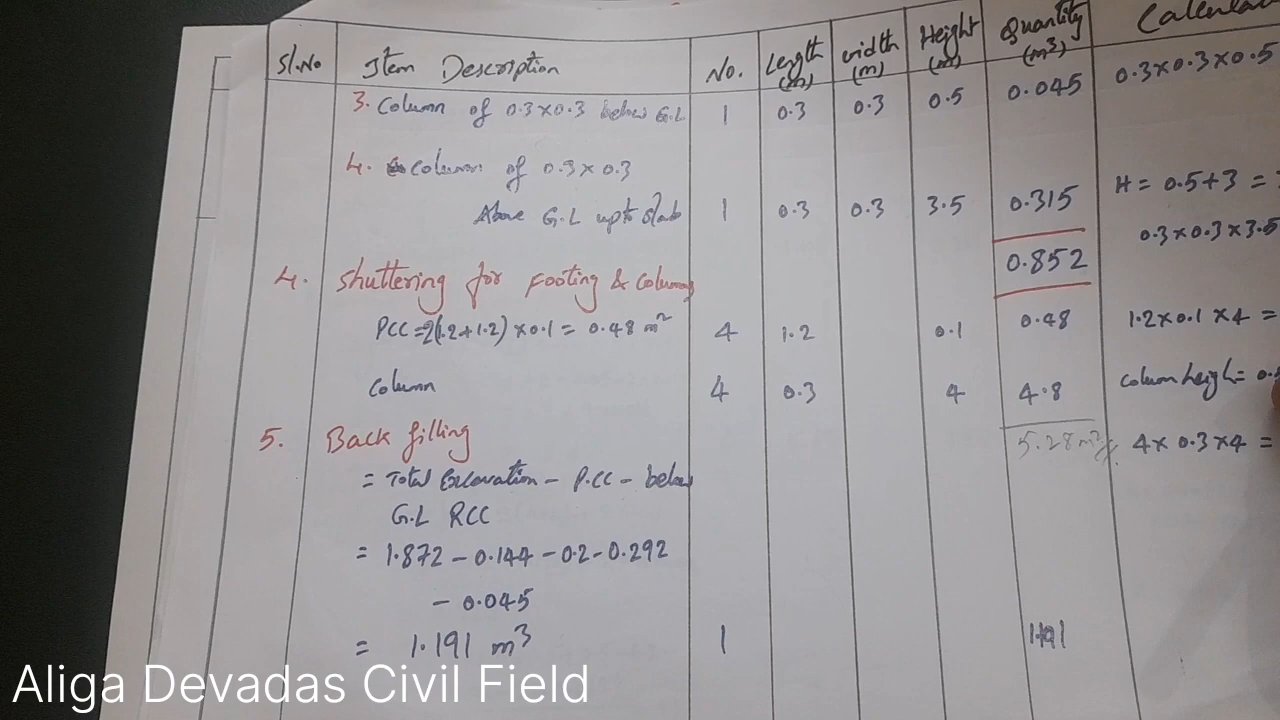 Sl.No Item Description No. Length (m) width (m) Height (m) Quantity (m³)
3. Column of 0.3×0.3 below G.L 1 0.3 0.3 0.5 0.045 0.3×0.3×0.5
4. Column of 0.3×0.3
Above G.L upto Slab 1 0.3 0.3 3.5 0.315 H = 0.5+3 =
0.3×0.3×3.5
0.852
4. Shuttering for Footing & Columns
PCC=2(1.2+1.2)×0.1= 0.48 m² 4 1.2 0.1 0.48 1.2×0.1×4 =
Column 4 0.3 4 4.8 Column heigh=
5.28m² 4×0.3×4 =
5. Back filling
= Total Excavation – P.CC – below
G.L RCC
= 1.872 – 0.144 – 0.2 – 0.292
– 0.045
= 1.191 m³ 1 1.191
Aliga Devadas Civil Field